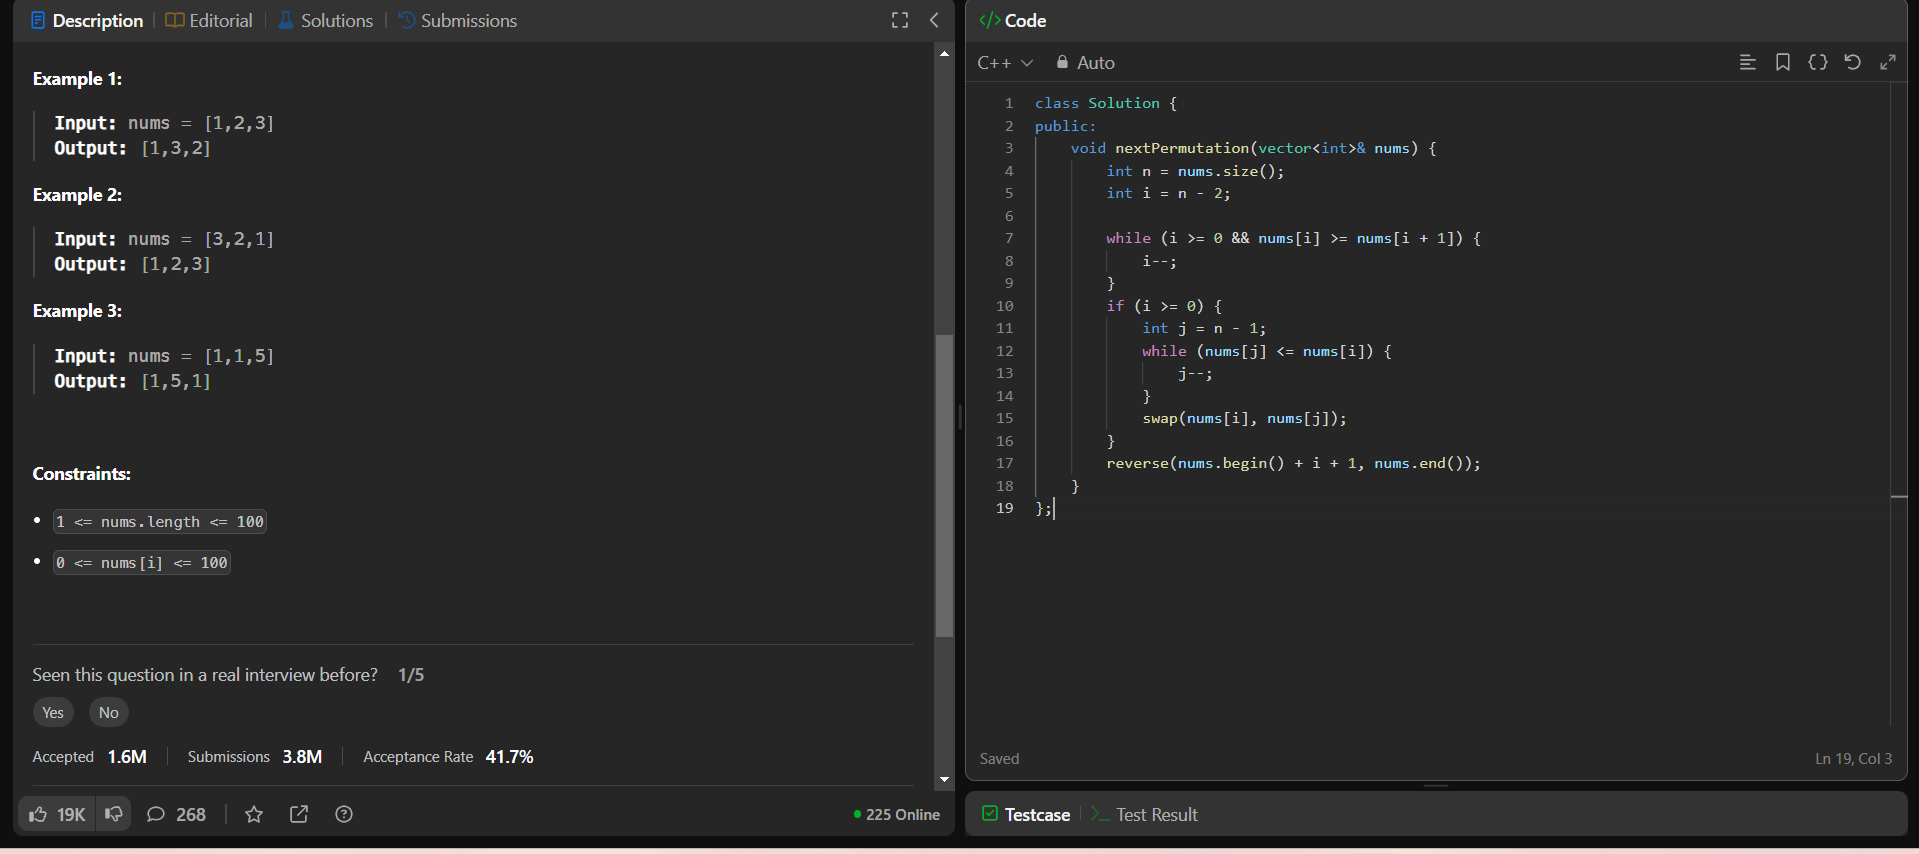 Description | Editorial | Solutions | Submissions
Example 1:
Input: nums = [1,2,3]
Output: [1,3,2]
Example 2:
Input: nums = [3,2,1]
Output: [1,2,3]
Example 3:
Input: nums = [1,1,5]
Output: [1,5,1]
Constraints:
• 1 <= nums.length <= 100
• 0 <= nums[i] <= 100
Seen this question in a real interview before? 1/5
Yes No
Accepted 1.6M | Submissions 3.8M | Acceptance Rate 41.7%
19K 268 225 Online
</> Code
C++ Auto
1 class Solution {
2 public:
3     void nextPermutation(vector<int>& nums) {
4         int n = nums.size();
5         int i = n - 2;
6
7         while (i >= 0 && nums[i] >= nums[i + 1]) {
8             i--;
9         }
10         if (i >= 0) {
11             int j = n - 1;
12             while (nums[j] <= nums[i]) {
13                 j--;
14             }
15             swap(nums[i], nums[j]);
16         }
17         reverse(nums.begin() + i + 1, nums.end());
18     }
19 };
Saved Ln 19, Col 3
Testcase | >_ Test Result